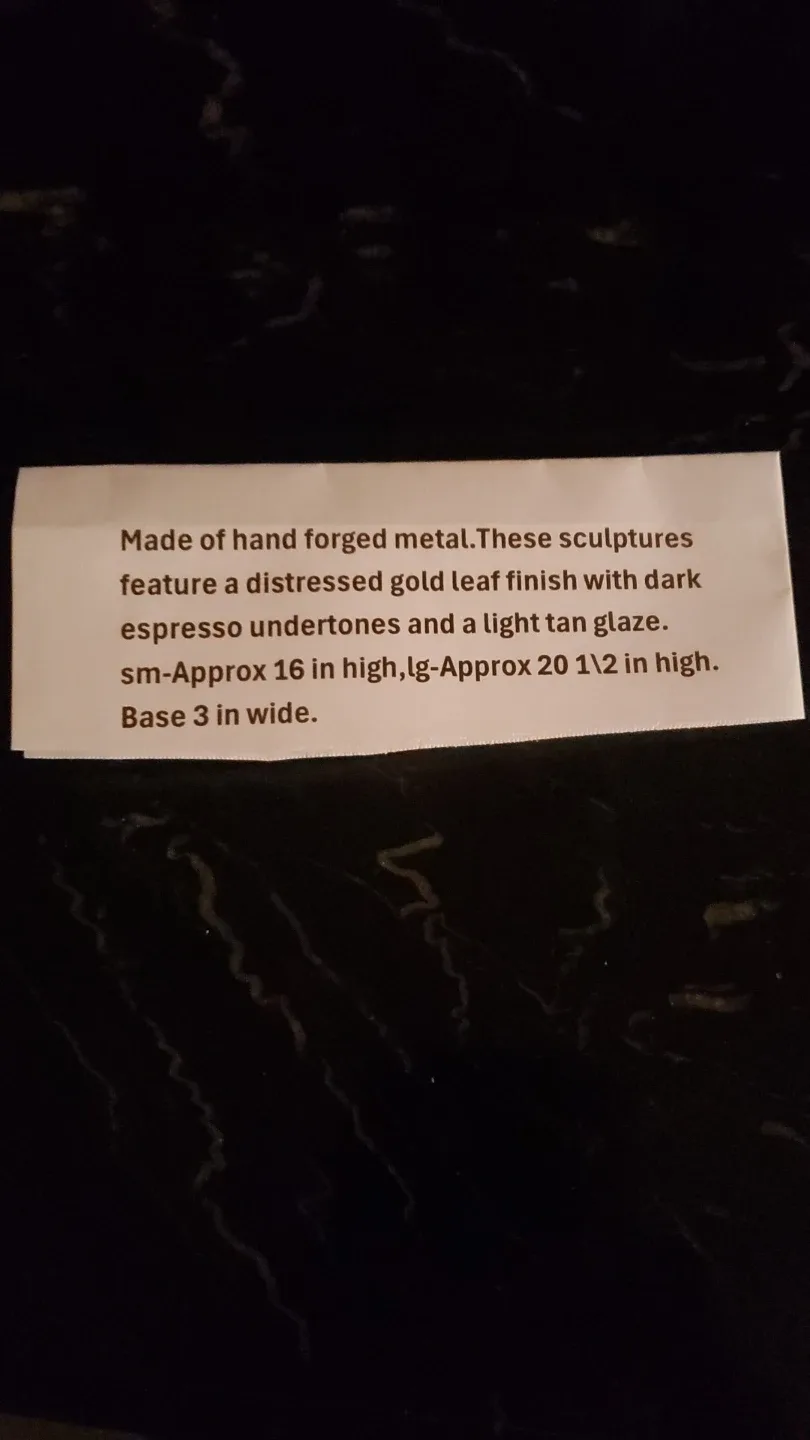 Made of hand forged metal.These sculptures
feature a distressed gold leaf finish with dark
espresso undertones and a light tan glaze.
sm-Approx 16 in high,lg-Approx 20 1\2 in high.
Base 3 in wide.